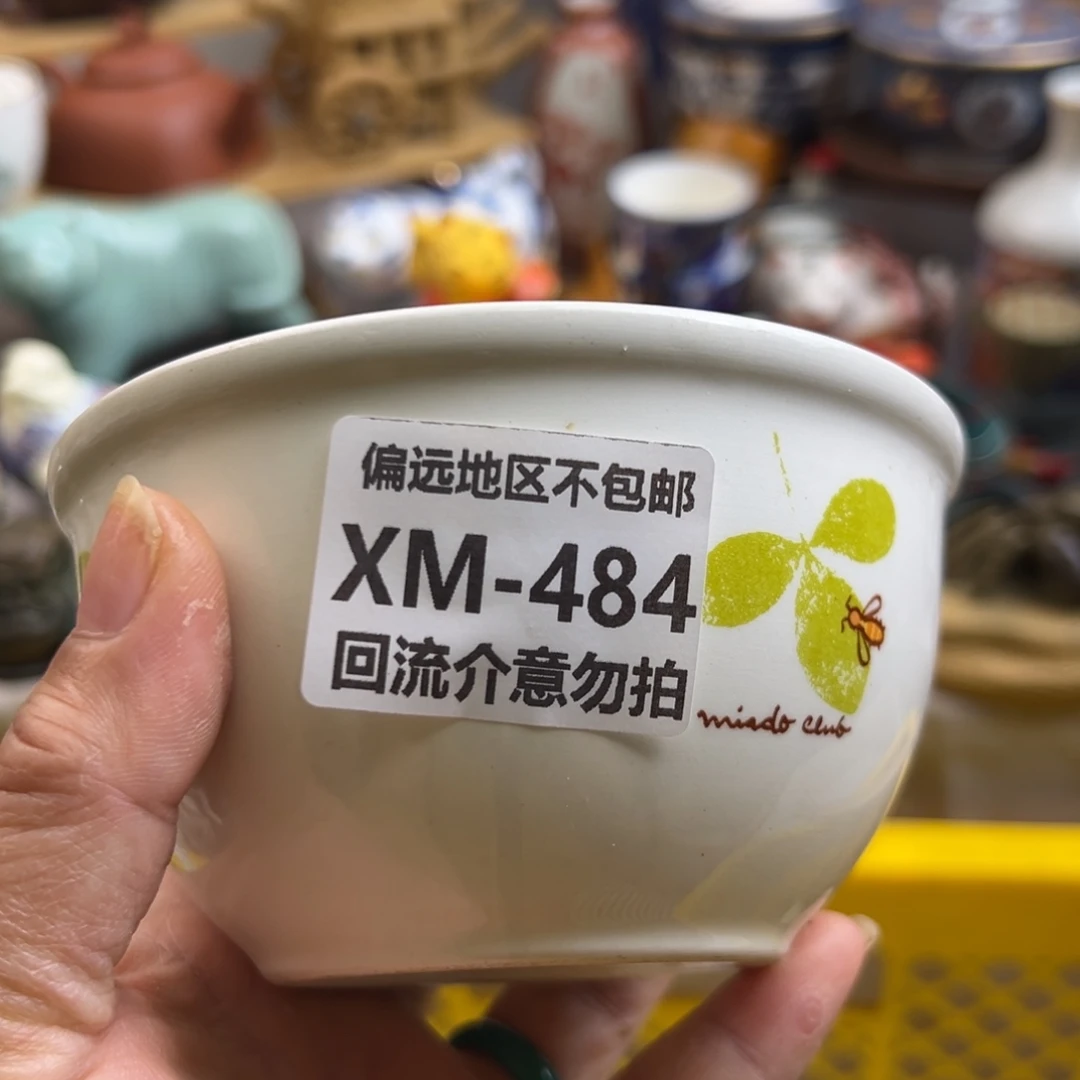 偏远地区不包邮
XM-484
回流介意勿拍
misdo club